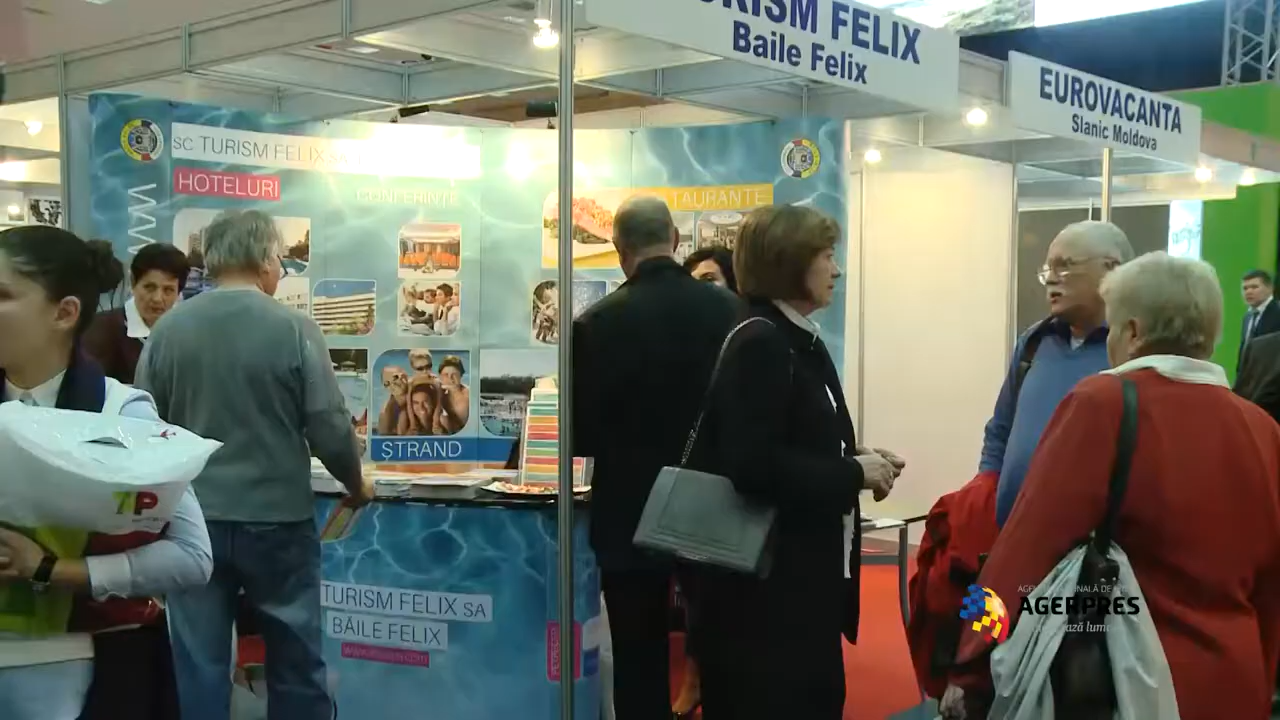 TURISM FELIX
Baile Felix
EUROVACANTA
Slanic Moldova
SC TURISM FELIX SA
HOTELURI
CONFERINTE
TAURANTE
WW
ȘTRAND
TURISM FELIX SA
BĂILE FELIX
AGERPRES